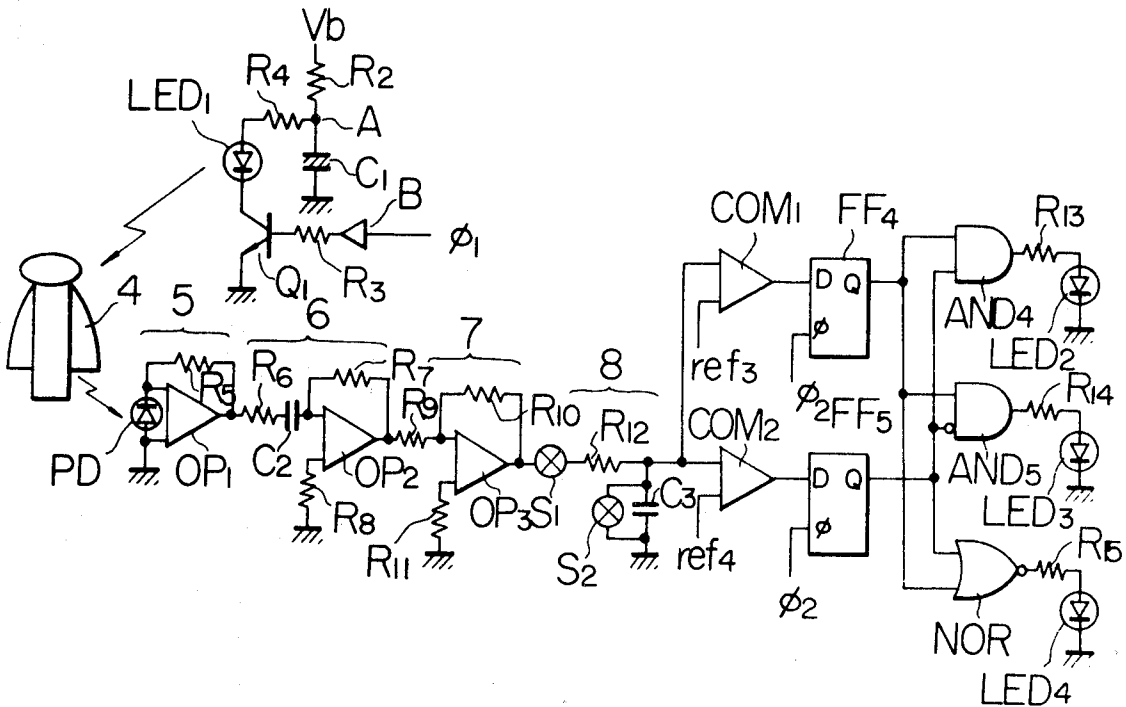 Vb
R4
R2
LED1
A
C1
B
φ1
Q1
R3
4
5
6
7
8
R5
R6
R7
R9
R10
R12
PD
OP1
C2
OP2
R8
R11
OP3
S1
S2
C3
COM1
ref3
COM2
ref4
FF4
D Q
φ
φ2
FF5
D Q
φ
φ2
AND4
R13
LED2
AND5
R14
LED3
NOR
R15
LED4